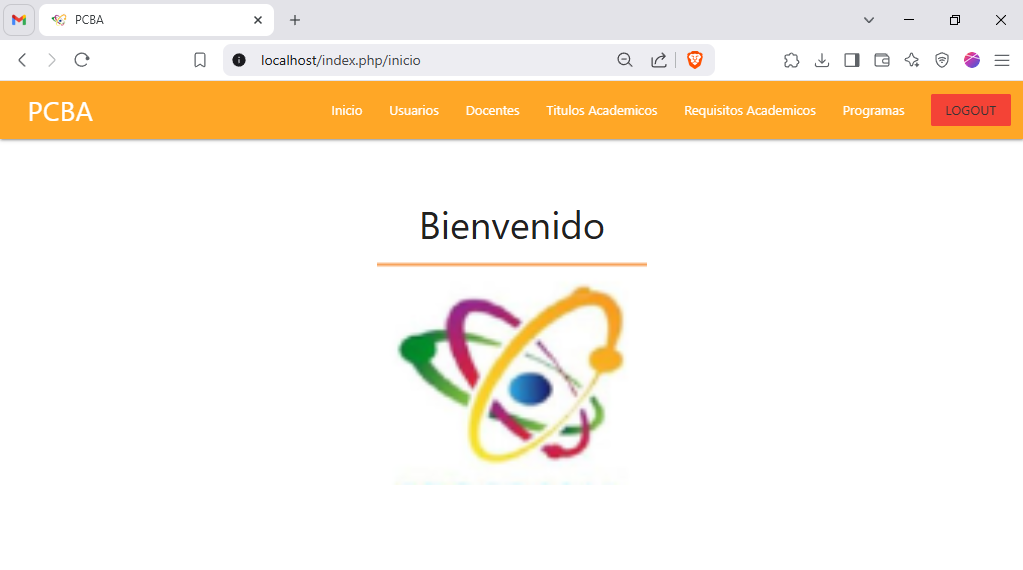 PCBA
localhost/index.php/inicio
PCBA
Inicio
Usuarios
Docentes
Titulos Academicos
Requisitos Academicos
Programas
LOGOUT
Bienvenido